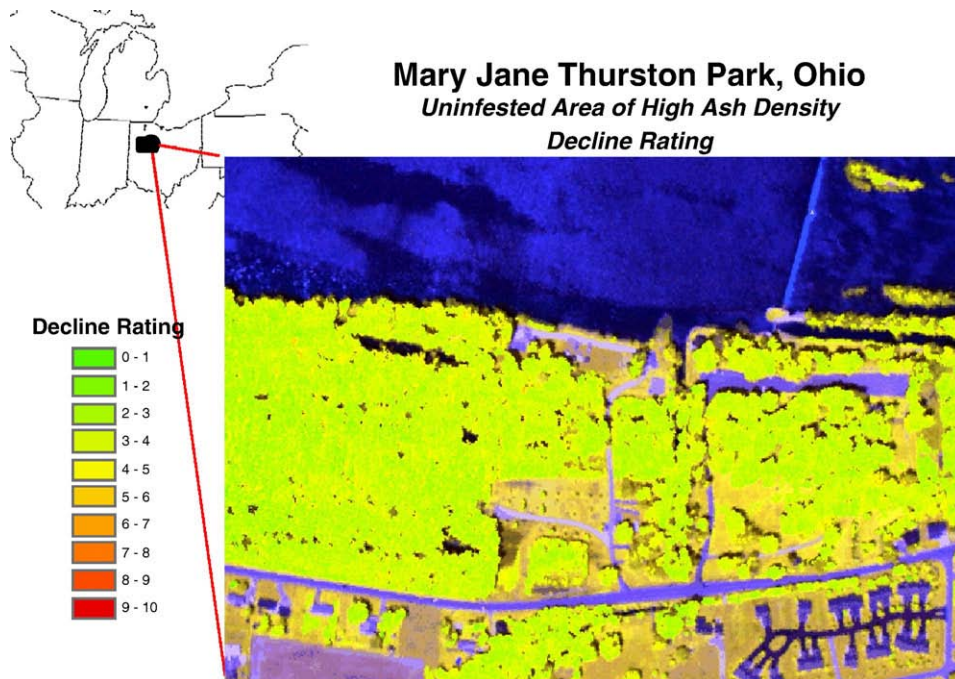 Mary Jane Thurston Park, Ohio
Uninfested Area of High Ash Density
Decline Rating
Decline Rating
0 - 1
1 - 2
2 - 3
3 - 4
4 - 5
5 - 6
6 - 7
7 - 8
8 - 9
9 - 10